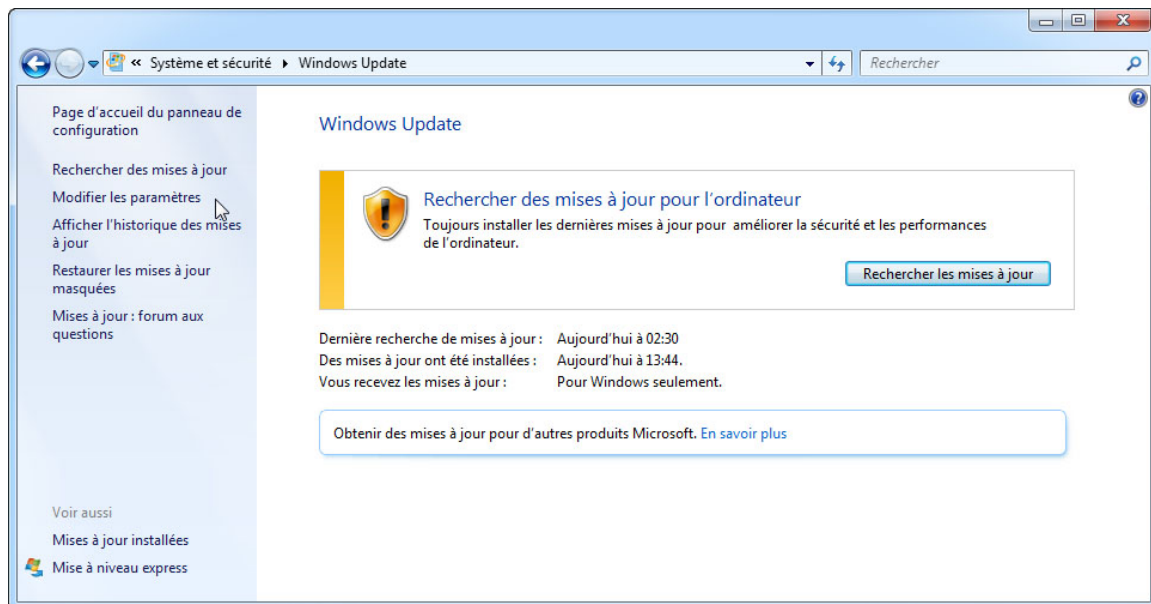 « Système et sécurité ▸ Windows Update
Rechercher
Page d'accueil du panneau de
configuration
Rechercher des mises à jour
Modifier les paramètres
Afficher l'historique des mises
à jour
Restaurer les mises à jour
masquées
Mises à jour : forum aux
questions
Voir aussi
Mises à jour installées
Mise à niveau express
Windows Update
Rechercher des mises à jour pour l'ordinateur
Toujours installer les dernières mises à jour pour améliorer la sécurité et les performances
de l'ordinateur.
Rechercher les mises à jour
Dernière recherche de mises à jour : Aujourd'hui à 02:30
Des mises à jour ont été installées : Aujourd'hui à 13:44.
Vous recevez les mises à jour : Pour Windows seulement.
Obtenir des mises à jour pour d'autres produits Microsoft. En savoir plus